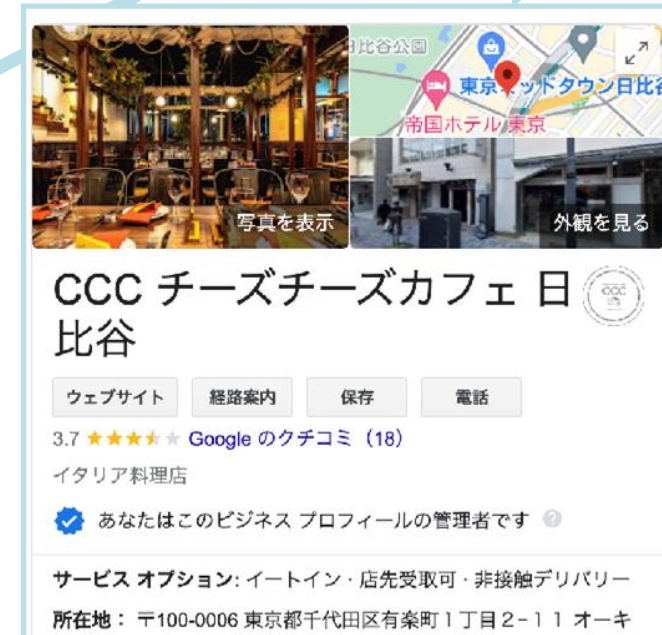 日比谷公園
東京ミッドタウン日比谷
帝国ホテル 東京
写真を表示
外観を見る
CCC チーズチーズカフェ 日
比谷
CCC
ウェブサイト 経路案内 保存 電話
3.7 ★★★★★ Google のクチコミ（18）
イタリア料理店
あなたはこのビジネス プロフィールの管理者です ?
サービス オプション: イートイン · 店先受取可 · 非接触デリバリー
所在地： 〒100-0006 東京都千代田区有楽町１丁目２−１１ オーキ